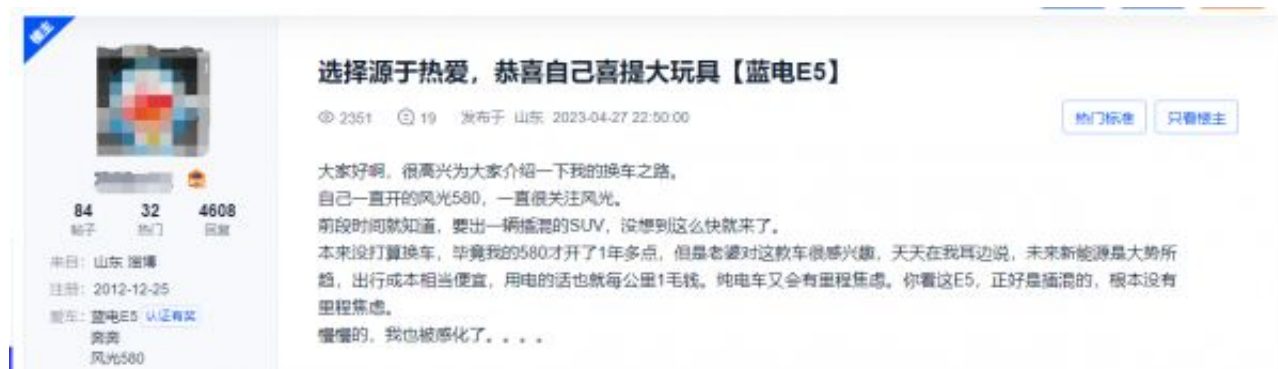 楼主
选择源于热爱，恭喜自己喜提大玩具【蓝电E5】
2351 19 发布于 山东 2023-04-27 22:50:00
热门标准 只看楼主
大家好啊，很高兴为大家介绍一下我的换车之路。
自己一直开的风光580，一直很关注风光。
前段时间就知道，要出一辆插混的SUV，没想到这么快就来了。
本来没打算换车，毕竟我的580才开了1年多点，但是老婆对这款车很感兴趣，天天在我耳边说，未来新能源是大势所
趋，出行成本相当便宜，用电的话也就每公里1毛钱。纯电车又会有里程焦虑。你看这E5，正好是插混的，根本没有
里程焦虑。
慢慢的，我也被感化了。。。。
84 32 4608
帖子 热门 回复
来自：山东 淄博
注册：2012-12-25
爱车：蓝电E5 认证有奖
奔奔
风光580